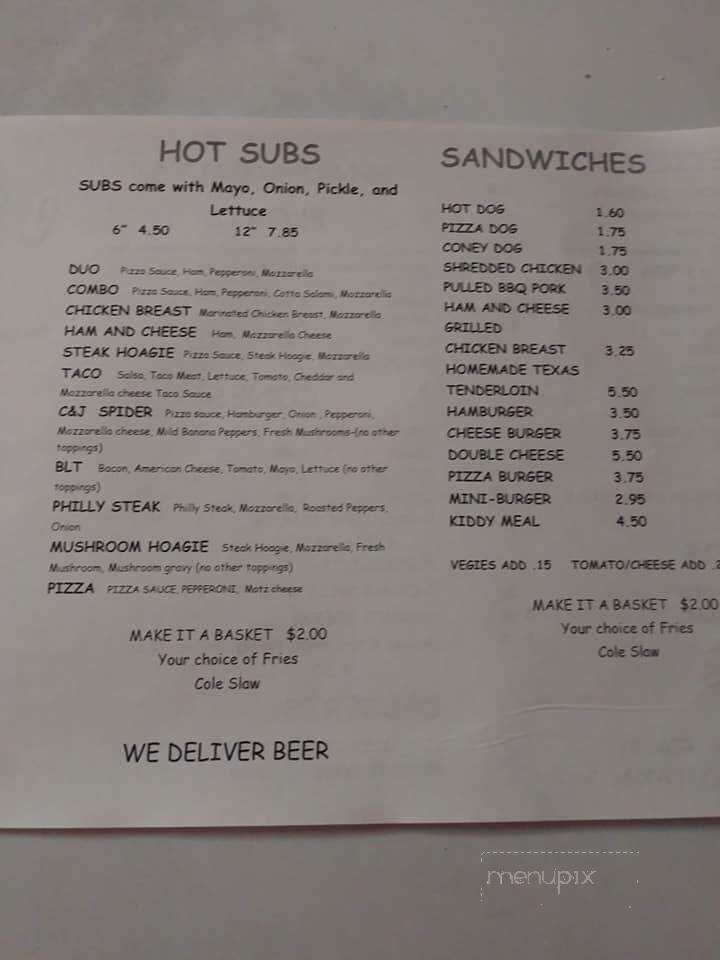 HOT SUBS
SUBS come with Mayo, Onion, Pickle, and
Lettuce
6" 4.50 12" 7.85
DUO Pizza Sauce, Ham, Pepperoni, Mozzarella
COMBO Pizza Sauce, Ham, Pepperoni, Cotto Salami, Mozzarella
CHICKEN BREAST Marinated Chicken Breast, Mozzarella
HAM AND CHEESE Ham, Mozzarella Cheese
STEAK HOAGIE Pizza Sauce, Steak Hoagie, Mozzarella
TACO Salsa, Taco Meat, Lettuce, Tomato, Cheddar and
Mozzarella cheese Taco Sauce
C&J SPIDER Pizza sauce, Hamburger, Onion , Pepperoni,
Mozzarella cheese, Mild Banana Peppers, Fresh Mushrooms-(no other
toppings)
BLT Bacon, American Cheese, Tomato, Mayo, Lettuce (no other
toppings)
PHILLY STEAK Philly Steak, Mozzarella, Roasted Peppers,
Onion
MUSHROOM HOAGIE Steak Hoagie, Mozzarella, Fresh
Mushroom, Mushroom gravy (no other toppings)
PIZZA PIZZA SAUCE, PEPPERONI, Motz cheese
MAKE IT A BASKET $2.00
Your choice of Fries
Cole Slaw
WE DELIVER BEER
SANDWICHES
HOT DOG 1.60
PIZZA DOG 1.75
CONEY DOG 1.75
SHREDDED CHICKEN 3.00
PULLED BBQ PORK 3.50
HAM AND CHEESE 3.00
GRILLED
CHICKEN BREAST 3.25
HOMEMADE TEXAS
TENDERLOIN 5.50
HAMBURGER 3.50
CHEESE BURGER 3.75
DOUBLE CHEESE 5.50
PIZZA BURGER 3.75
MINI-BURGER 2.95
KIDDY MEAL 4.50
VEGIES ADD .15 TOMATO/CHEESE ADD
MAKE IT A BASKET $2.00
Your choice of Fries
Cole Slaw
menupix